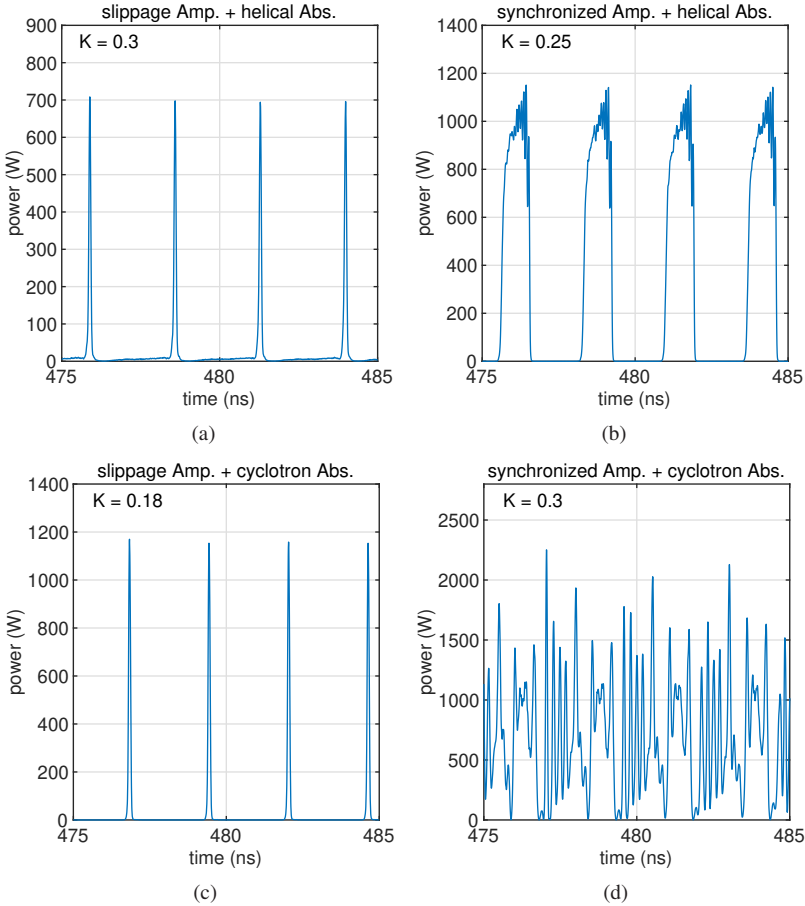 slippage Amp. + helical Abs.
K = 0.3
900
800
700
600
500
400
300
200
100
0
power (W)
475
480
485
time (ns)
(a)
synchronized Amp. + helical Abs.
K = 0.25
1400
1200
1000
800
600
400
200
0
power (W)
475
480
485
time (ns)
(b)
slippage Amp. + cyclotron Abs.
K = 0.18
1400
1200
1000
800
600
400
200
0
power (W)
475
480
485
time (ns)
(c)
synchronized Amp. + cyclotron Abs.
K = 0.3
2500
2000
1500
1000
500
0
power (W)
475
480
485
time (ns)
(d)